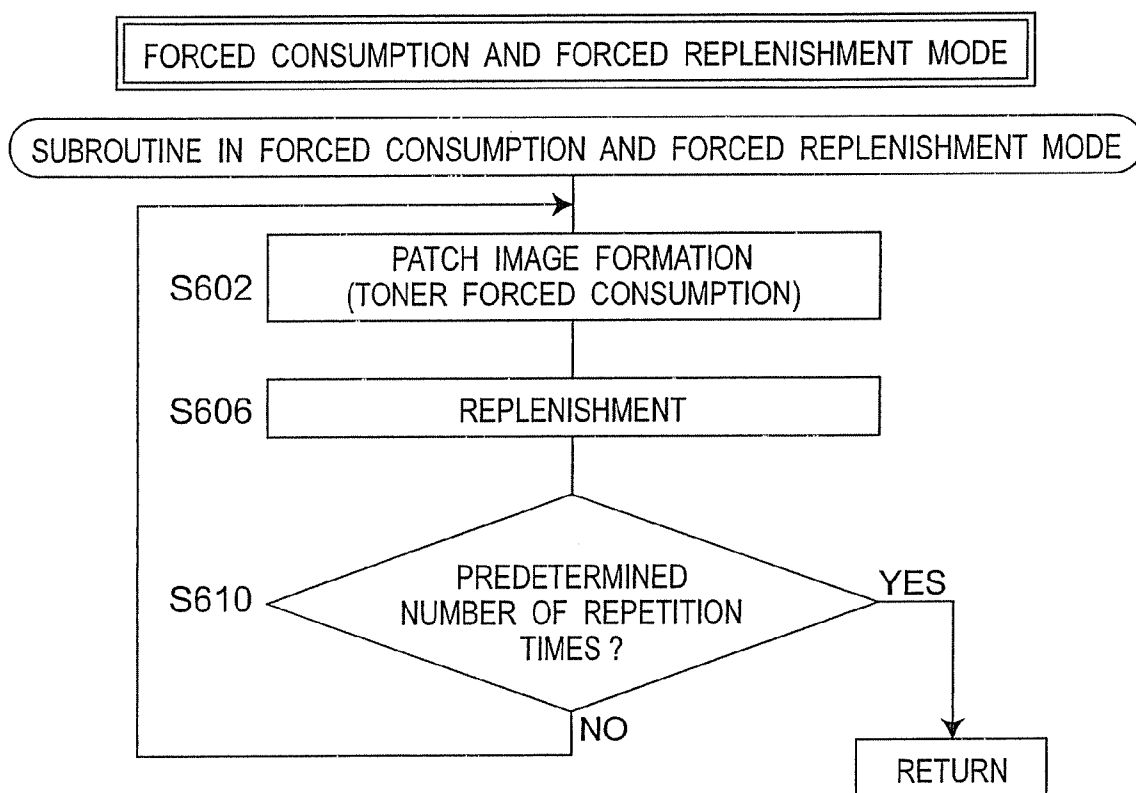 FORCED CONSUMPTION AND FORCED REPLENISHMENT MODE
SUBROUTINE IN FORCED CONSUMPTION AND FORCED REPLENISHMENT MODE
S602
PATCH IMAGE FORMATION
(TONER FORCED CONSUMPTION)
S606
REPLENISHMENT
S610
PREDETERMINED
NUMBER OF REPETITION
TIMES ?
YES
NO
RETURN